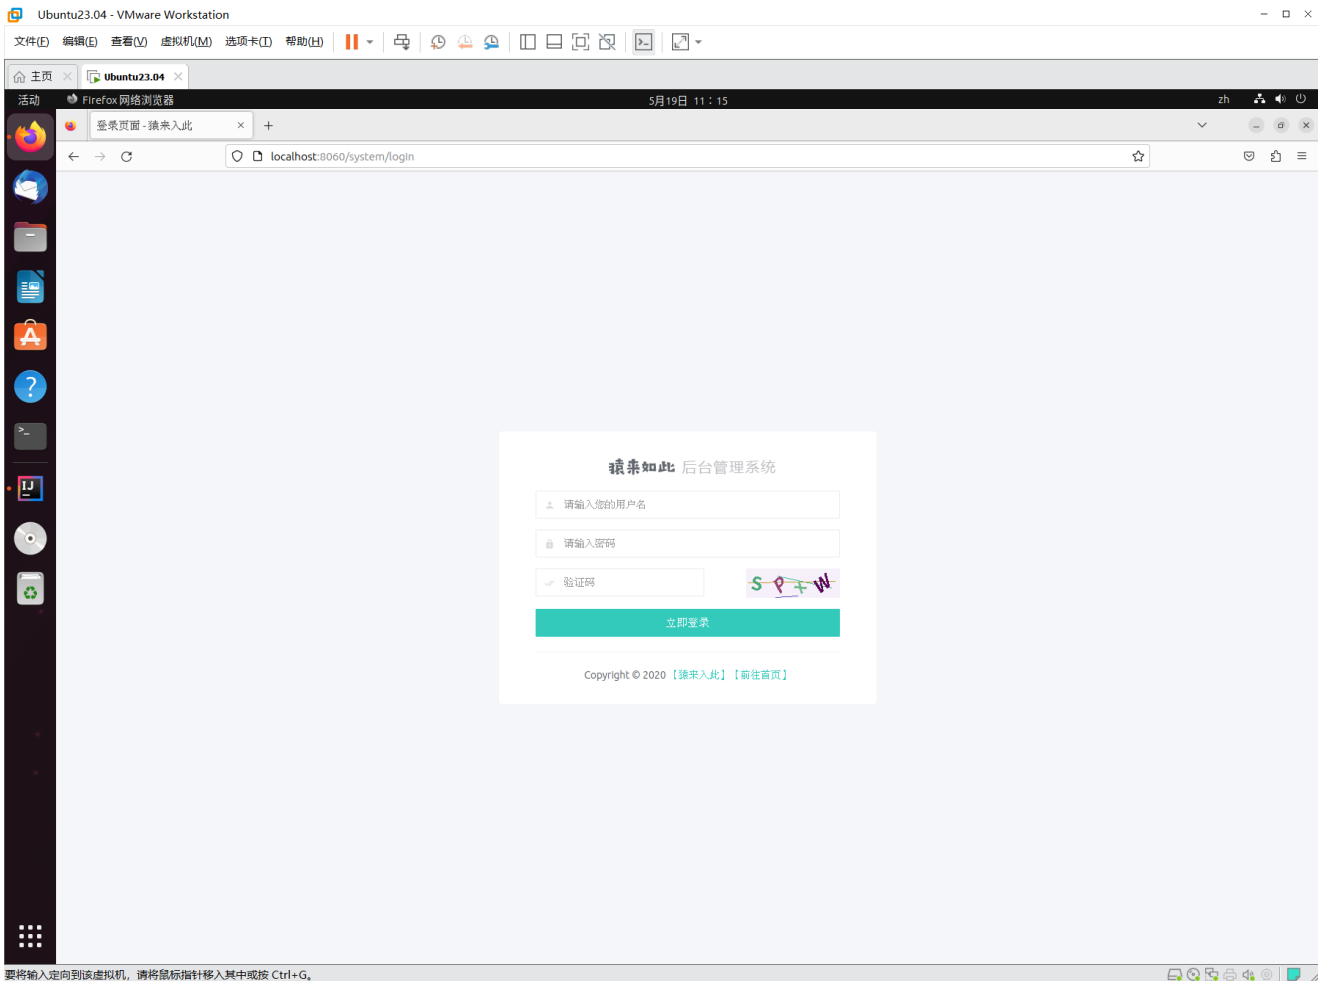 Ubuntu23.04 - VMware Workstation
文件(F) 编辑(E) 查看(V) 虚拟机(M) 选项卡(T) 帮助(H)
主页 Ubuntu23.04
活动 Firefox 网络浏览器 5月19日 11：15 zh
登录页面 - 猿来入此
localhost:8060/system/login
猿来如此 后台管理系统
请输入您的用户名
请输入密码
验证码 S P X W
立即登录
Copyright © 2020 【猿来入此】【前往首页】
要将输入定向到该虚拟机，请将鼠标指针移入其中或按 Ctrl+G。